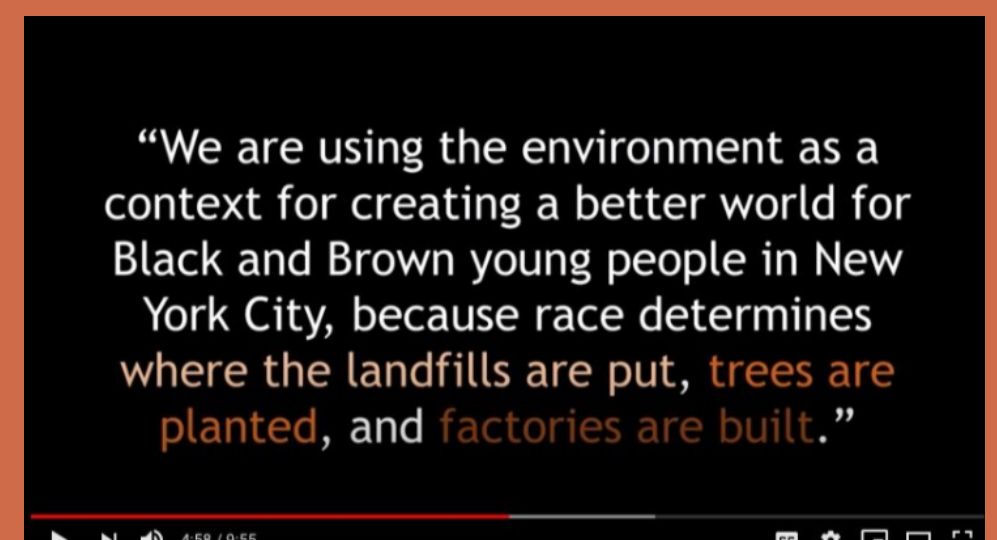 “We are using the environment as a
context for creating a better world for
Black and Brown young people in New
York City, because race determines
where the landfills are put, trees are
planted, and factories are built.”
4:58 / 9:55